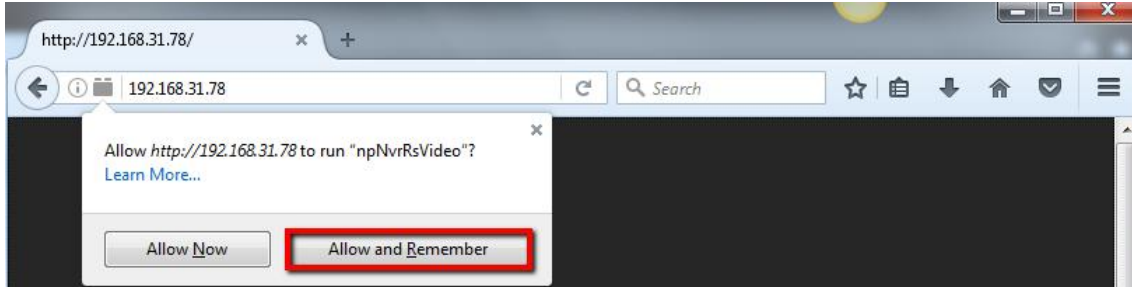 http://192.168.31.78/
192.168.31.78
Search
Allow http://192.168.31.78 to run “npNvrRsVideo”?
Learn More...
Allow Now
Allow and Remember